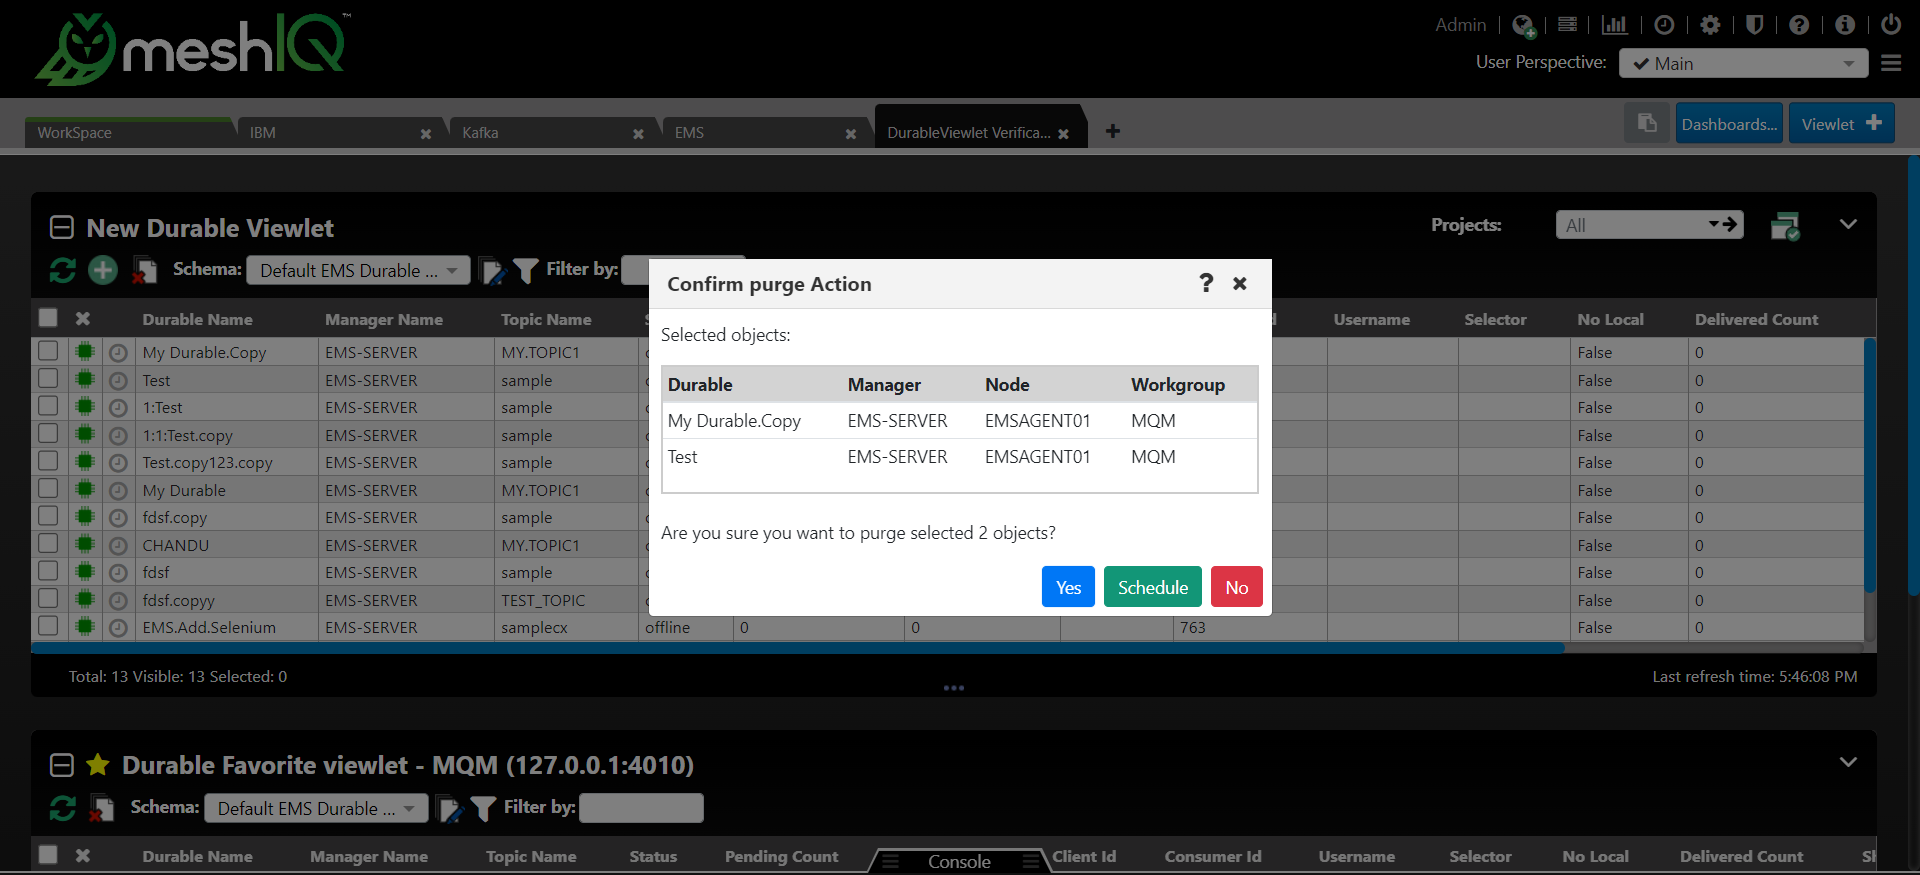 meshIQ™
Admin
User Perspective: Main
WorkSpace IBM Kafka EMS DurableViewlet Verifica...
Dashboards... Viewlet
New Durable Viewlet
Projects: All
Schema: Default EMS Durable ... Filter by:
Durable Name Manager Name Topic Name Username Selector No Local Delivered Count
My Durable.Copy EMS-SERVER MY.TOPIC1 False 0
Test EMS-SERVER sample False 0
1:Test EMS-SERVER sample False 0
1:1:Test.copy EMS-SERVER sample False 0
Test.copy123.copy EMS-SERVER sample False 0
My Durable EMS-SERVER MY.TOPIC1 False 0
fdsf.copy EMS-SERVER sample False 0
CHANDU EMS-SERVER MY.TOPIC1 False 0
fdsf EMS-SERVER sample False 0
fdsf.copyy EMS-SERVER TEST_TOPIC False 0
EMS.Add.Selenium EMS-SERVER samplecx offline 0 0 763 False 0
Total: 13 Visible: 13 Selected: 0
Last refresh time: 5:46:08 PM
Confirm purge Action
Selected objects:
Durable Manager Node Workgroup
My Durable.Copy EMS-SERVER EMSAGENT01 MQM
Test EMS-SERVER EMSAGENT01 MQM
Are you sure you want to purge selected 2 objects?
Yes Schedule No
Durable Favorite viewlet - MQM (127.0.0.1:4010)
Schema: Default EMS Durable ... Filter by:
Durable Name Manager Name Topic Name Status Pending Count Client Id Consumer Id Username Selector No Local Delivered Count
Console